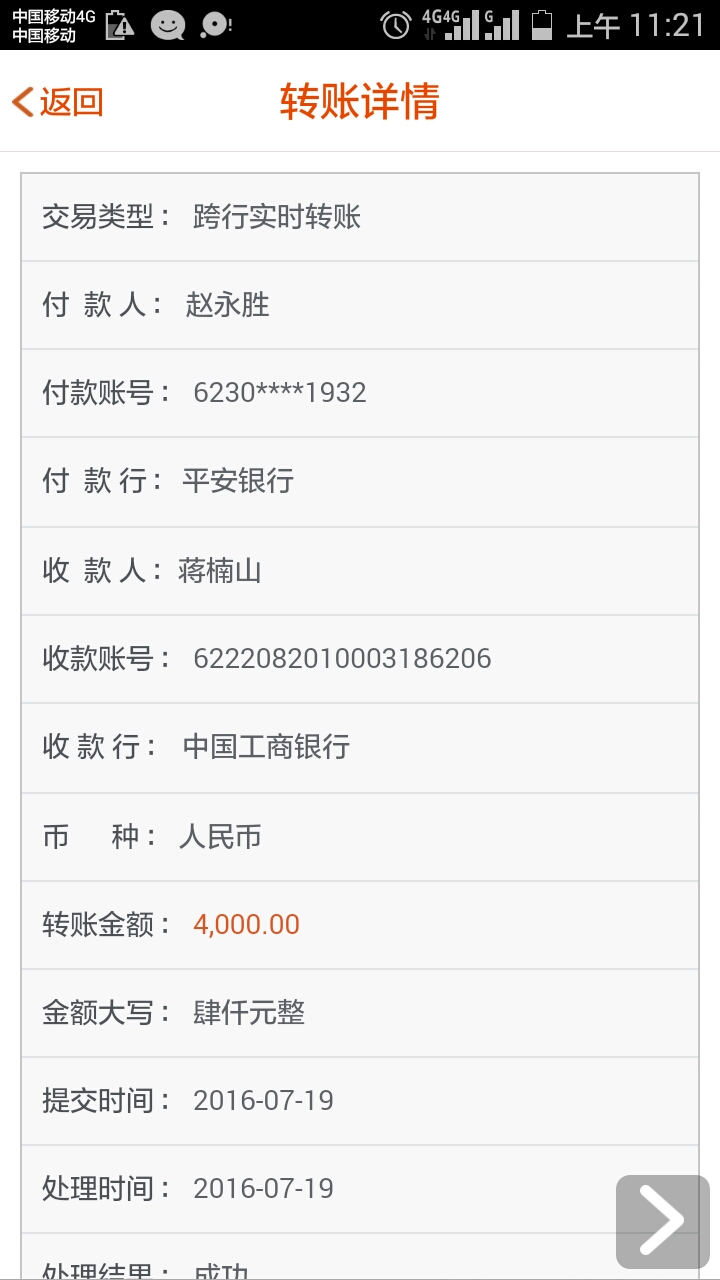 中国移动4G
中国移动
4G 4G G 上午 11:21
返回 转账详情
交易类型： 跨行实时转账
付 款 人： 赵永胜
付款账号： 6230****1932
付 款 行： 平安银行
收 款 人： 蒋楠山
收款账号： 6222082010003186206
收 款 行： 中国工商银行
币 种： 人民币
转账金额： 4,000.00
金额大写： 肆仟元整
提交时间： 2016-07-19
处理时间： 2016-07-19
处理结果： 成功